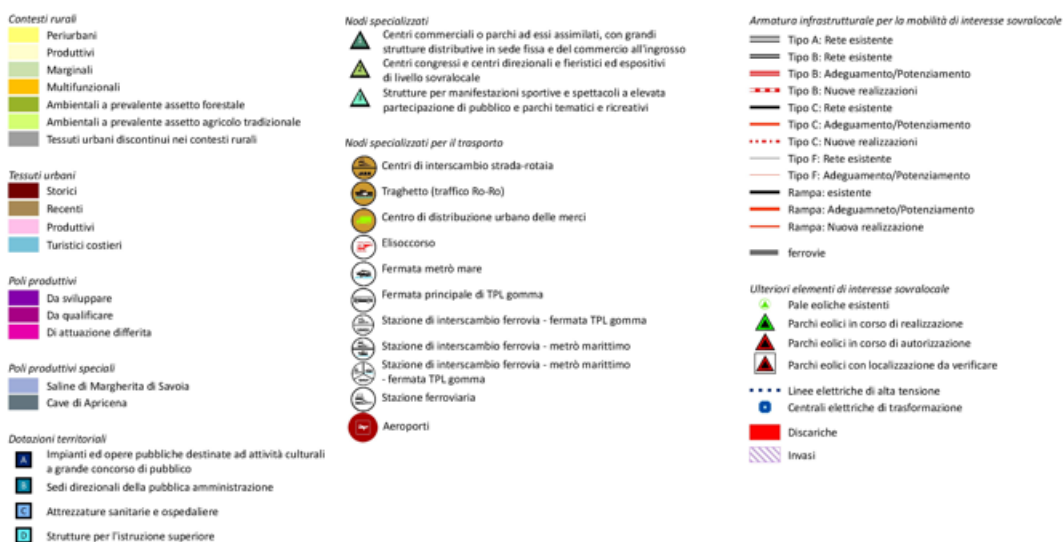 Contesti rurali
Periurbani
Produttivi
Marginali
Multifunzionali
Ambientali a prevalente assetto forestale
Ambientali a prevalente assetto agricolo tradizionale
Tessuti urbani discontinui nei contesti rurali
Tessuti urbani
Storici
Recenti
Produttivi
Turistici costieri
Poli produttivi
Da sviluppare
Da qualificare
Di attuazione differita
Poli produttivi speciali
Saline di Margherita di Savoia
Cave di Apricena
Dotazioni territoriali
A
Impianti ed opere pubbliche destinate ad attività culturali
a grande concorso di pubblico
B
Sedi direzionali della pubblica amministrazione
C
Attrezzature sanitarie e ospedaliere
D
Strutture per l'istruzione superiore
Nodi specializzati
Centri commerciali o parchi ad essi assimilati, con grandi
strutture distributive in sede fissa e del commercio all'ingrosso
Centri congressi e centri direzionali e fieristici ed espositivi
di livello sovralocale
Strutture per manifestazioni sportive e spettacoli a elevata
partecipazione di pubblico e parchi tematici e ricreativi
Nodi specializzati per il trasporto
Centri di interscambio strada-rotaia
Traghetto (traffico Ro-Ro)
Centro di distribuzione urbano delle merci
Elisoccorso
Fermata metrò mare
Fermata principale di TPL gomma
Stazione di interscambio ferrovia - fermata TPL gomma
Stazione di interscambio ferrovia - metrò marittimo
Stazione di interscambio ferrovia - metrò marittimo
- fermata TPL gomma
Stazione ferroviaria
Aeroporti
Armatura infrastrutturale per la mobilità di interesse sovralocale
Tipo A: Rete esistente
Tipo B: Rete esistente
Tipo B: Adeguamento/Potenziamento
Tipo B: Nuove realizzazioni
Tipo C: Rete esistente
Tipo C: Adeguamento/Potenziamento
Tipo C: Nuove realizzazioni
Tipo F: Rete esistente
Tipo F: Adeguamento/Potenziamento
Rampa: esistente
Rampa: Adeguamneto/Potenziamento
Rampa: Nuova realizzazione
ferrovie
Ulteriori elementi di interesse sovralocale
Pale eoliche esistenti
Parchi eolici in corso di realizzazione
Parchi eolici in corso di autorizzazione
Parchi eolici con localizzazione da verificare
Linee elettriche di alta tensione
Centrali elettriche di trasformazione
Discariche
Invasi